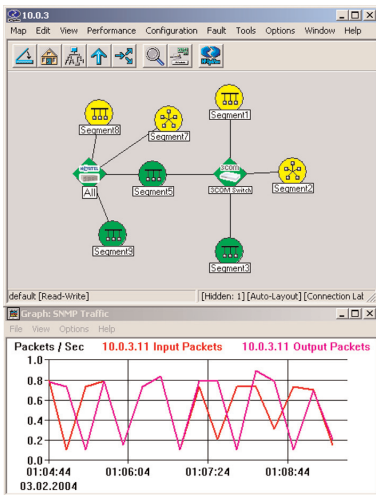 10.0.3
Map Edit View Performance Configuration Fault Tools Options Window Help
Segment8
Segment7
Segment1
All
Segment5
3COM Switch
Segment2
Segment9
Segment3
default [Read-Write] [Hidden: 1] [Auto-Layout] [Connection Lab
Graph: SNMP Traffic
File View Options Help
Packets / Sec 10.0.3.11 Input Packets 10.0.3.11 Output Packets
1.0
0.8
0.6
0.4
0.2
0.0
01:04:44 01:06:04 01:07:24 01:08:44
03.02.2004